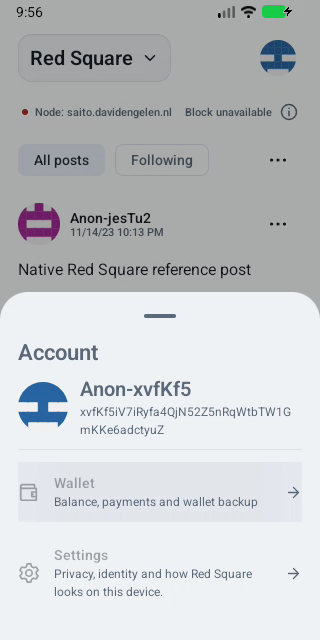 9:56
Red Square
Node: saito.davidengelen.nl Block unavailable
All posts Following
Anon-jesTu2
11/14/23 10:13 PM
Native Red Square reference post
Account
Anon-xvfKf5
xvfKf5iV7iRyfa4QjN52Z5nRqWtbTW1G
mKKe6adctyuZ
Wallet
Balance, payments and wallet backup
Settings
Privacy, identity and how Red Square
looks on this device.